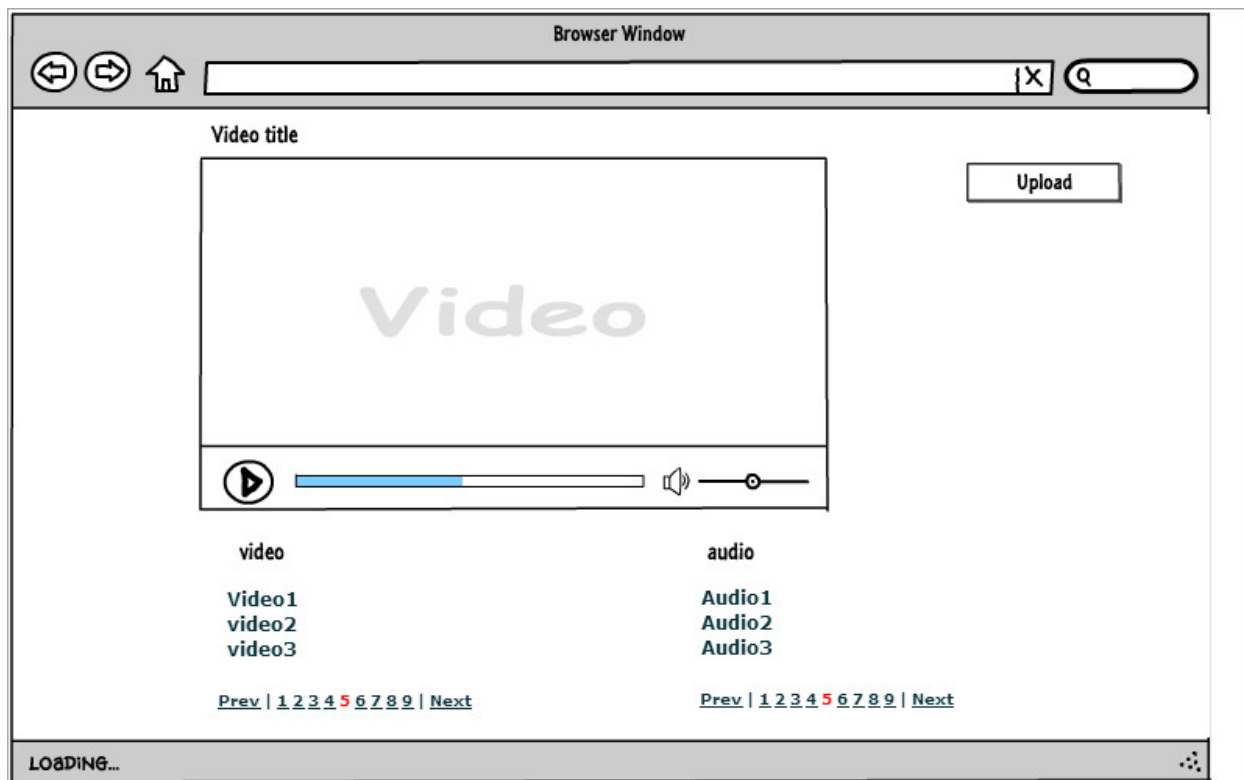 Browser Window
Video title
Upload
Video
video
Video1
video2
video3
Prev | 1 2 3 4 5 6 7 8 9 | Next
audio
Audio1
Audio2
Audio3
Prev | 1 2 3 4 5 6 7 8 9 | Next
LOADING...